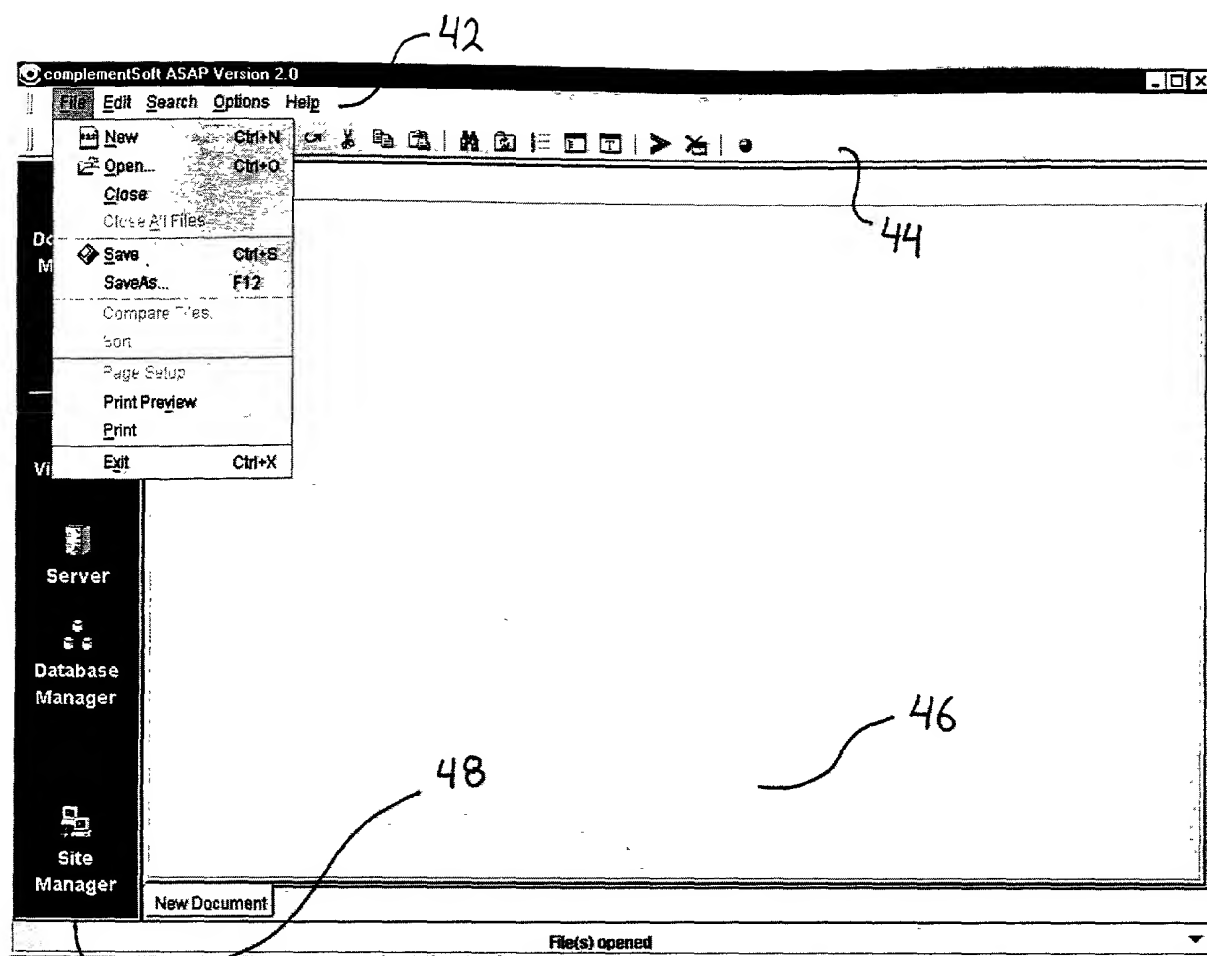 42
complementSoft ASAP Version 2.0
File Edit Search Options Help
New Ctrl+N
Open... Ctrl+O
Close
Close All Files
44
Save Ctrl+S
SaveAs... F12
Compare Files.
Sort
Page Setup
Print Preview
Print
Exit Ctrl+X
Server
Database
Manager
46
48
Site
Manager
New Document
File(s) opened